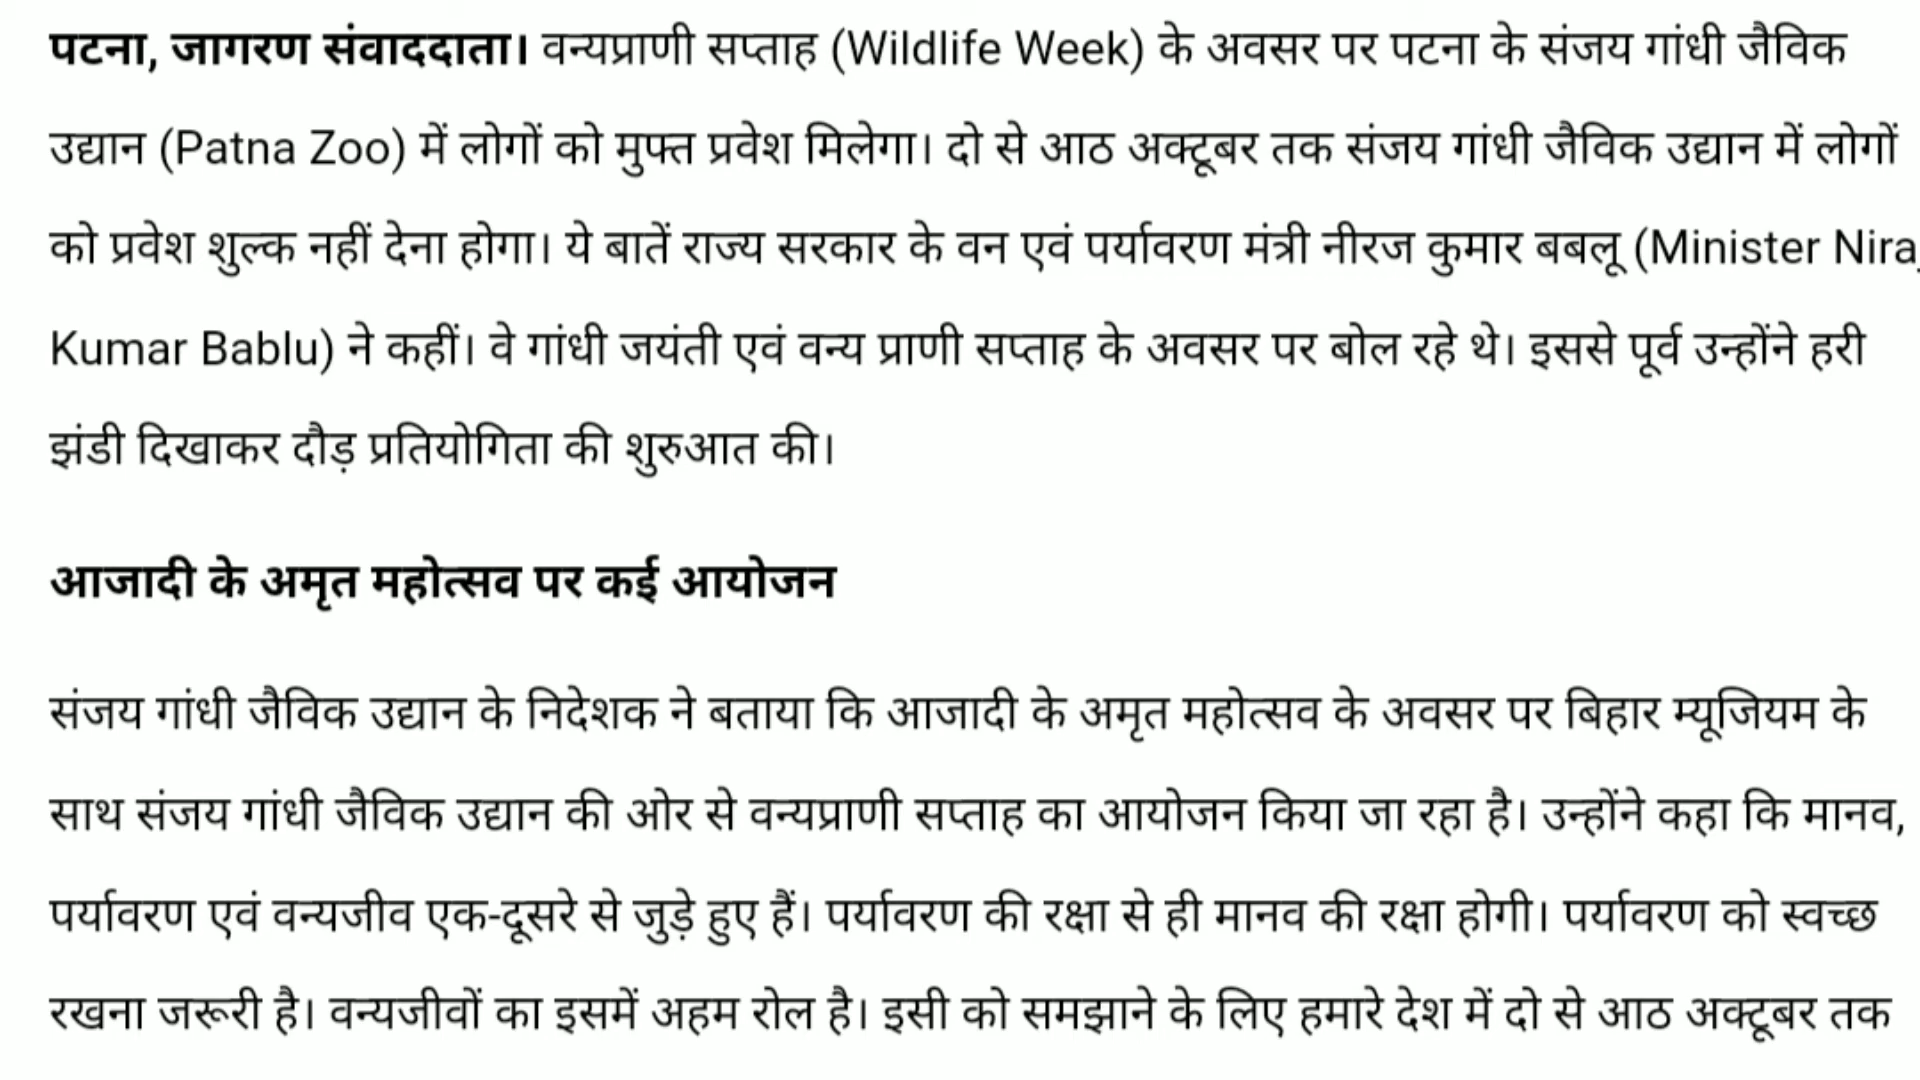 पटना, जागरण संवाददाता। वन्यप्राणी सप्ताह (Wildlife Week) के अवसर पर पटना के संजय गांधी जैविक
उद्यान (Patna Zoo) में लोगों को मुफ्त प्रवेश मिलेगा। दो से आठ अक्टूबर तक संजय गांधी जैविक उद्यान में लोगों
को प्रवेश शुल्क नहीं देना होगा। ये बातें राज्य सरकार के वन एवं पर्यावरण मंत्री नीरज कुमार बबलू (Minister Niraj
Kumar Bablu) ने कहीं। वे गांधी जयंती एवं वन्य प्राणी सप्ताह के अवसर पर बोल रहे थे। इससे पूर्व उन्होंने हरी
झंडी दिखाकर दौड़ प्रतियोगिता की शुरुआत की।
आजादी के अमृत महोत्सव पर कई आयोजन
संजय गांधी जैविक उद्यान के निदेशक ने बताया कि आजादी के अमृत महोत्सव के अवसर पर बिहार म्यूजियम के
साथ संजय गांधी जैविक उद्यान की ओर से वन्यप्राणी सप्ताह का आयोजन किया जा रहा है। उन्होंने कहा कि मानव,
पर्यावरण एवं वन्यजीव एक-दूसरे से जुड़े हुए हैं। पर्यावरण की रक्षा से ही मानव की रक्षा होगी। पर्यावरण को स्वच्छ
रखना जरूरी है। वन्यजीवों का इसमें अहम रोल है। इसी को समझाने के लिए हमारे देश में दो से आठ अक्टूबर तक